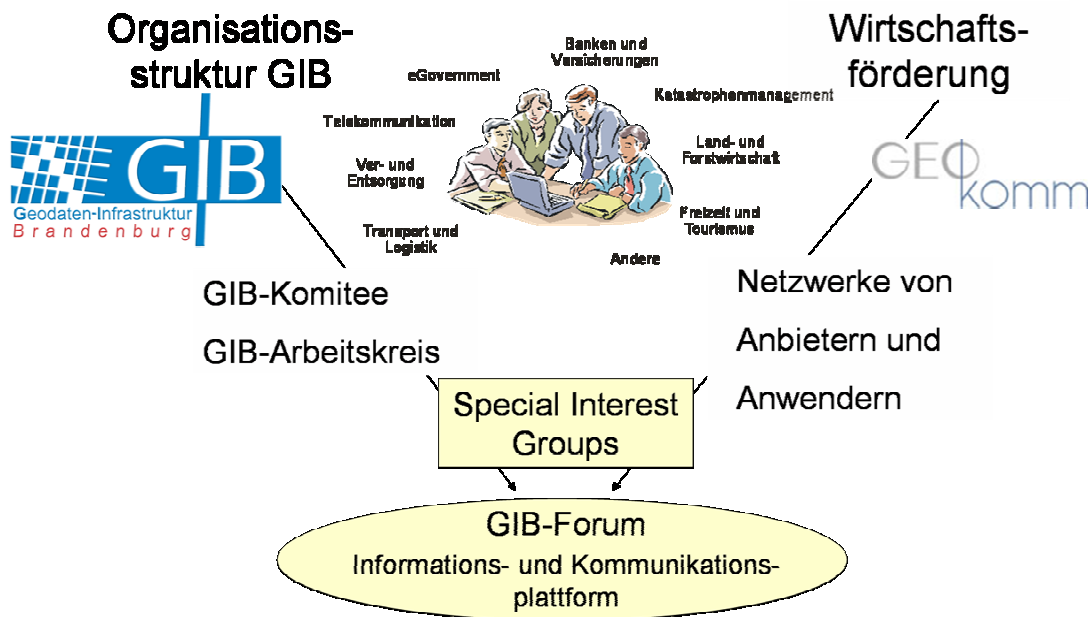 Organisations-
struktur GIB
GIB
Geodaten-Infrastruktur
Brandenburg
Banken und
Versicherungen
eGovernment
Katastrophenmanagement
Telekommunikation
Land- und
Forstwirtschaft
Ver- und
Entsorgung
Freizeit und
Tourismus
Transport und
Logistik
Andere
Wirtschafts-
förderung
GEO
komm
GIB-Komitee
GIB-Arbeitskreis
Netzwerke von
Anbietern und
Anwendern
Special Interest
Groups
GIB-Forum
Informations- und Kommunikations-
plattform